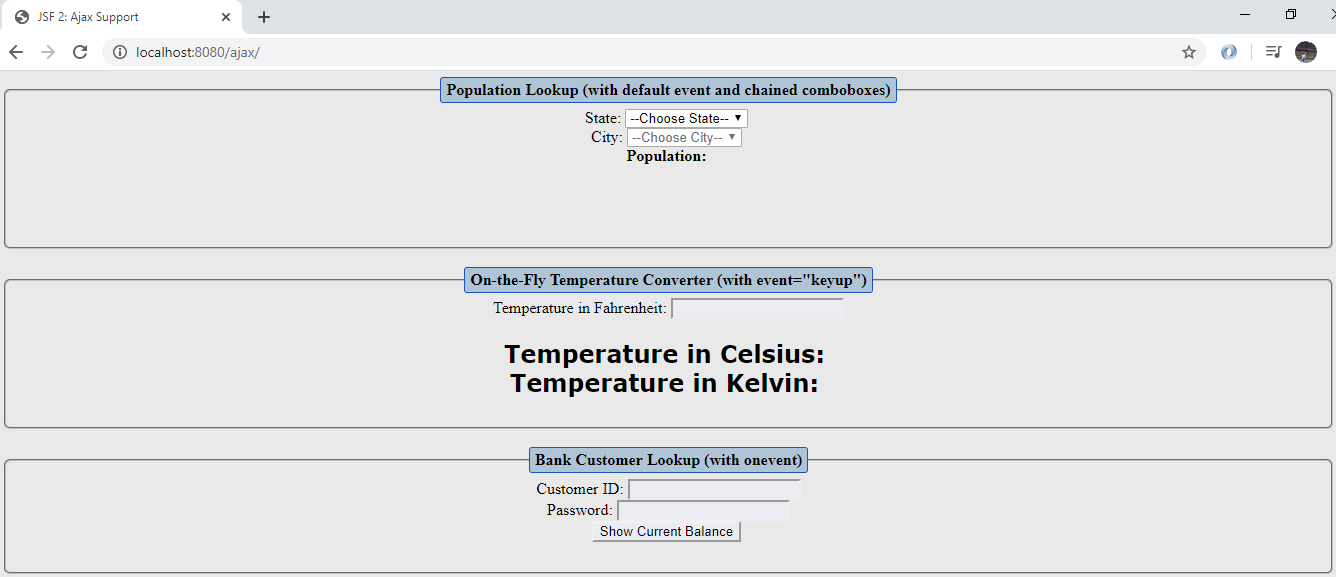 JSF 2: Ajax Support
localhost:8080/ajax/
Population Lookup (with default event and chained comboboxes)
State: --Choose State--
City: --Choose City--
Population:
On-the-Fly Temperature Converter (with event="keyup")
Temperature in Fahrenheit:
Temperature in Celsius:
Temperature in Kelvin:
Bank Customer Lookup (with onevent)
Customer ID:
Password:
Show Current Balance